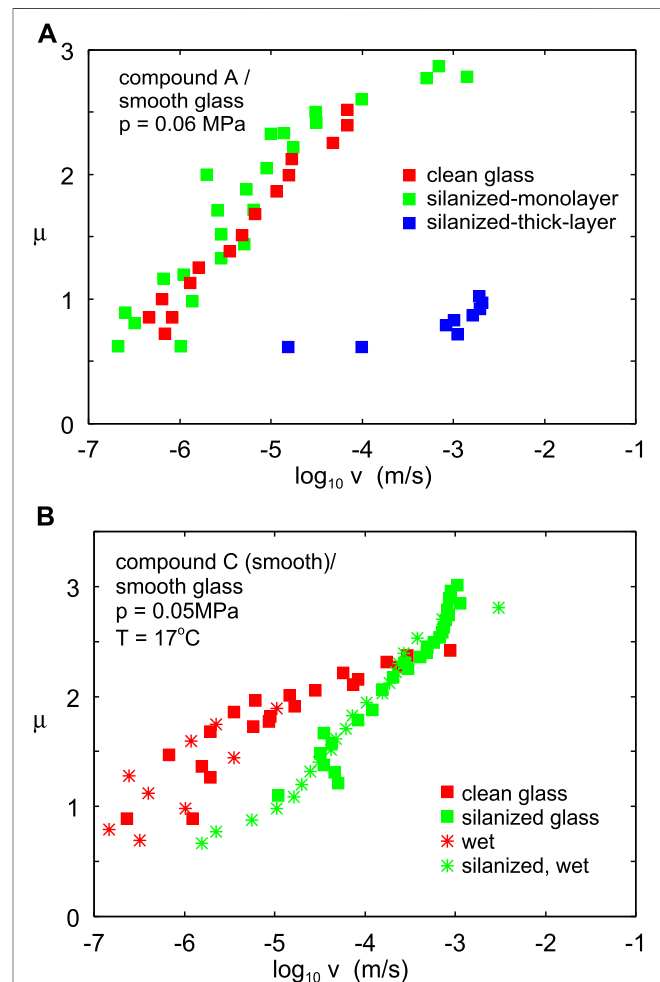 A
3
compound A /
smooth glass
p = 0.06 MPa
2
clean glass
silanized-monolayer
silanized-thick-layer
μ
1
0
-7 -6 -5 -4 -3 -2 -1
log10 v (m/s)
B
compound C (smooth)/
smooth glass
p = 0.05MPa
T = 17°C
3
2
μ
1
clean glass
silanized glass
wet
silanized, wet
0
-7 -6 -5 -4 -3 -2 -1
log10 v (m/s)